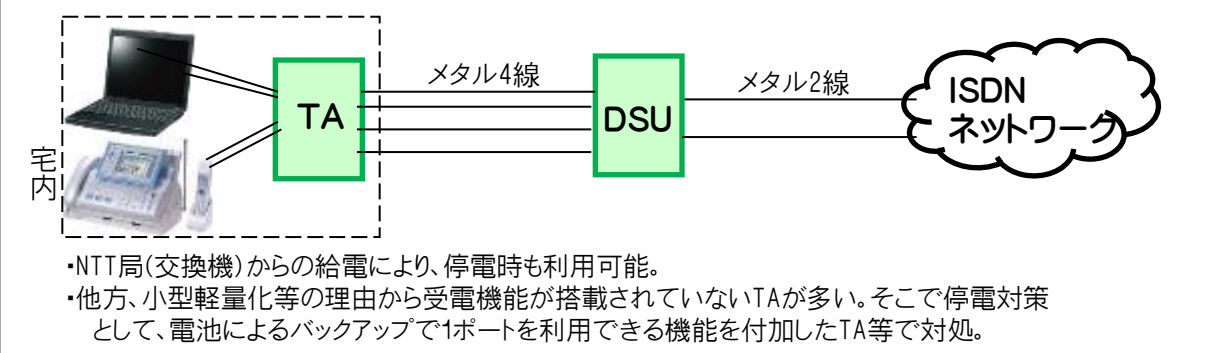 メタル4線
メタル2線
TA
DSU
ISDN
ネットワーク
宅内
・NTT局(交換機)からの給電により、停電時も利用可能。
・他方、小型軽量化等の理由から受電機能が搭載されていないTAが多い。そこで停電対策
として、電池によるバックアップで1ポートを利用できる機能を付加したTA等で対処。